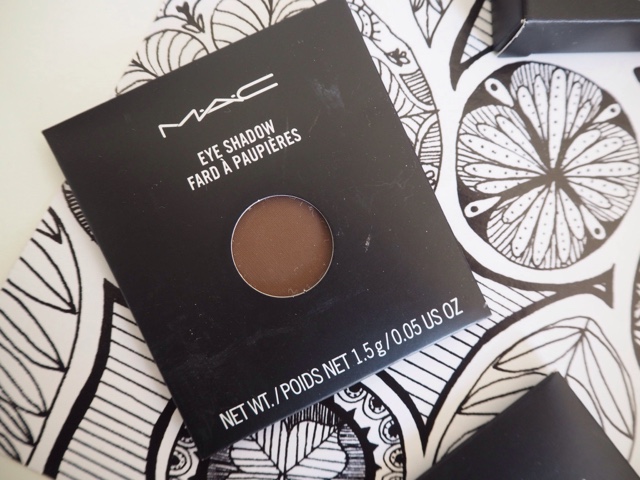 M·A·C
EYE SHADOW
FARD À PAUPIÈRES
NET WT./POIDS NET 1.5 g/0.05 US OZ